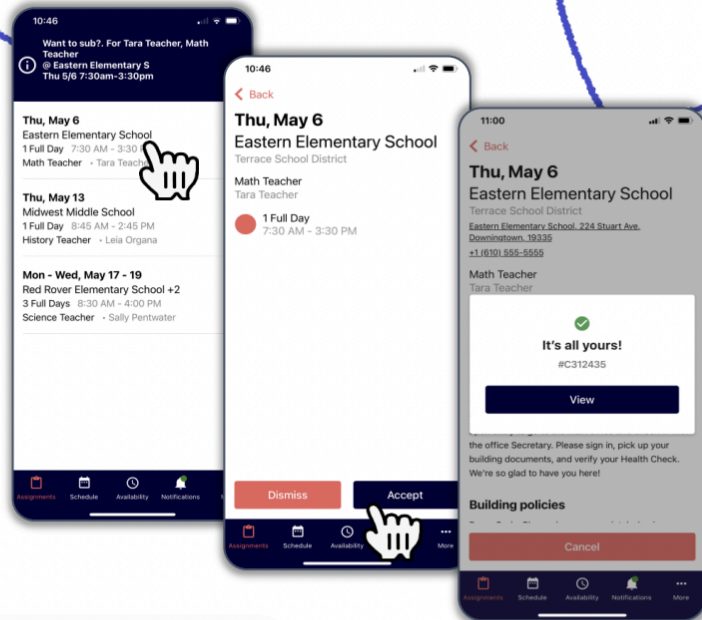 10:46
Want to sub?. For Tara Teacher, Math
Teacher
@ Eastern Elementary S
Thu 5/6 7:30am-3:30pm
Thu, May 6
Eastern Elementary School
1 Full Day 7:30 AM - 3:30
Math Teacher • Tara Teacher
Thu, May 13
Midwest Middle School
1 Full Day 8:45 AM - 2:45 PM
History Teacher • Leia Organa
Mon - Wed, May 17 - 19
Red Rover Elementary School +2
3 Full Days 8:30 AM - 4:00 PM
Science Teacher • Sally Pentwater
Assignments Schedule Availability Notifications
10:46
Back
Thu, May 6
Eastern Elementary School
Terrace School District
Math Teacher
Tara Teacher
1 Full Day
7:30 AM - 3:30 PM
Dismiss Accept
Assignments Schedule Availability More
11:00
Back
Thu, May 6
Eastern Elementary School
Terrace School District
Eastern Elementary School, 224 Stuart Ave,
Downingtown, 19335
+1 (610) 555-5555
Math Teacher
Tara Teacher
It's all yours!
#C312435
View
the office Secretary. Please sign in, pick up your
building documents, and verify your Health Check.
We're so glad to have you here!
Building policies
Cancel
Assignments Schedule Availability Notifications More